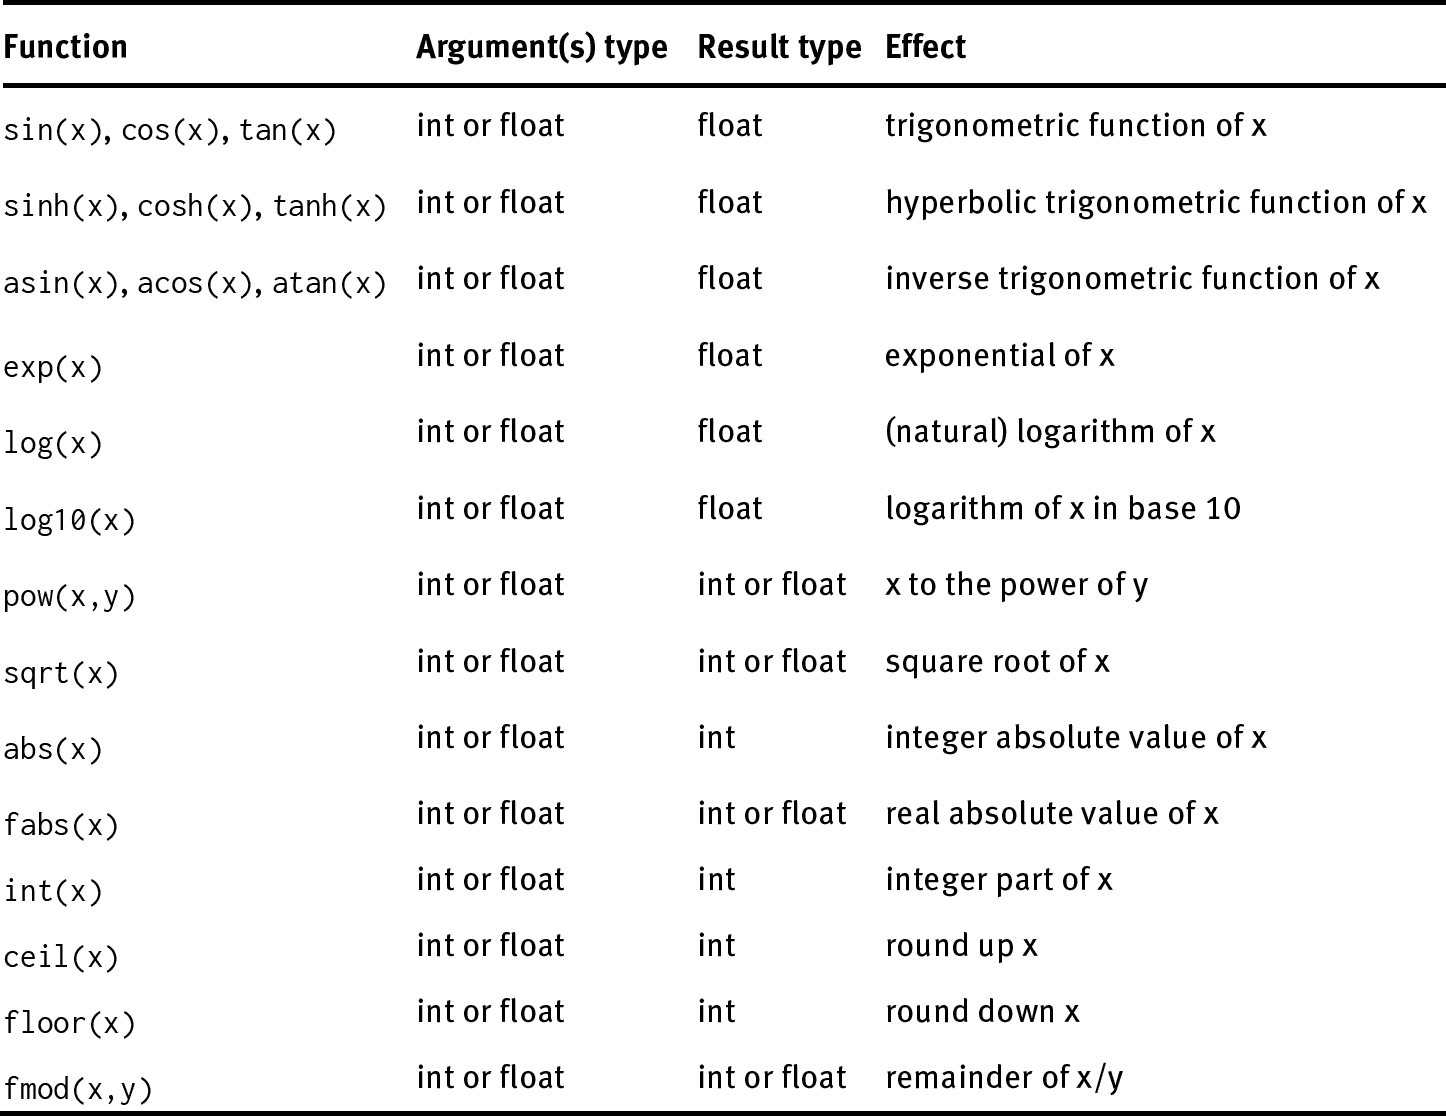 Function Argument(s) type Result type Effect
sin(x), cos(x), tan(x) int or float float trigonometric function of x
sinh(x), cosh(x), tanh(x) int or float float hyperbolic trigonometric function of x
asin(x), acos(x), atan(x) int or float float inverse trigonometric function of x
exp(x) int or float float exponential of x
log(x) int or float float (natural) logarithm of x
log10(x) int or float float logarithm of x in base 10
pow(x,y) int or float int or float x to the power of y
sqrt(x) int or float int or float square root of x
abs(x) int or float int integer absolute value of x
fabs(x) int or float int or float real absolute value of x
int(x) int or float int integer part of x
ceil(x) int or float int round up x
floor(x) int or float int round down x
fmod(x,y) int or float int or float remainder of x/y